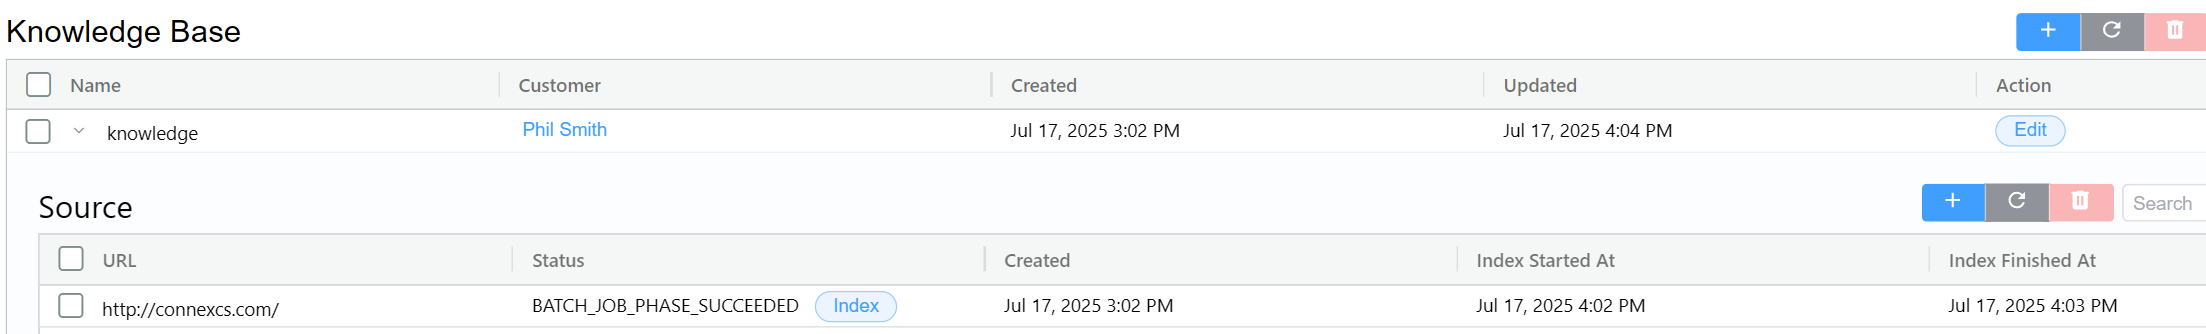 Knowledge Base
Name Customer Created Updated Action
knowledge Phil Smith Jul 17, 2025 3:02 PM Jul 17, 2025 4:04 PM Edit
Source
Search
URL Status Created Index Started At Index Finished At
http://connexcs.com/ BATCH_JOB_PHASE_SUCCEEDED Index Jul 17, 2025 3:02 PM Jul 17, 2025 4:02 PM Jul 17, 2025 4:03 PM